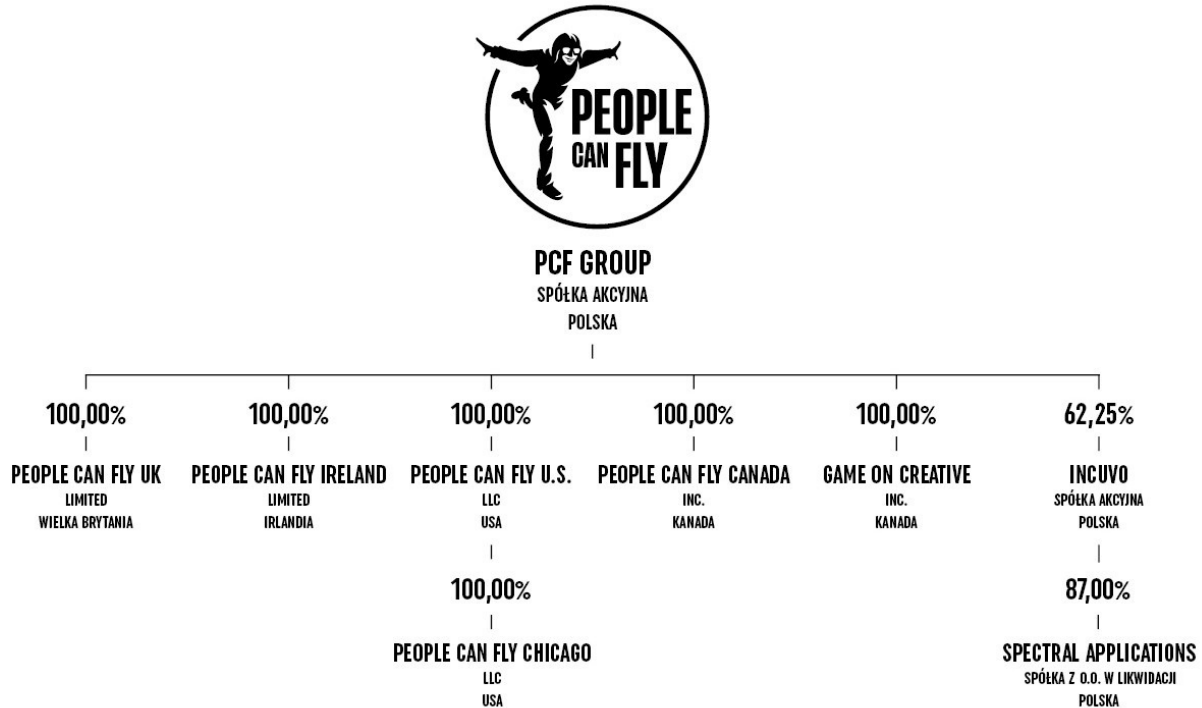 PEOPLE
CAN FLY
PCF GROUP
SPÓŁKA AKCYJNA
POLSKA
100,00% 100,00% 100,00% 100,00% 100,00% 62,25%
PEOPLE CAN FLY UK PEOPLE CAN FLY IRELAND PEOPLE CAN FLY U.S. PEOPLE CAN FLY CANADA GAME ON CREATIVE INCUVO
LIMITED LIMITED LLC INC. INC. SPÓŁKA AKCYJNA
WIELKA BRYTANIA IRLANDIA USA KANADA KANADA POLSKA
100,00% 87,00%
PEOPLE CAN FLY CHICAGO SPECTRAL APPLICATIONS
LLC SPÓŁKA Z O.O. W LIKWIDACJI
USA POLSKA